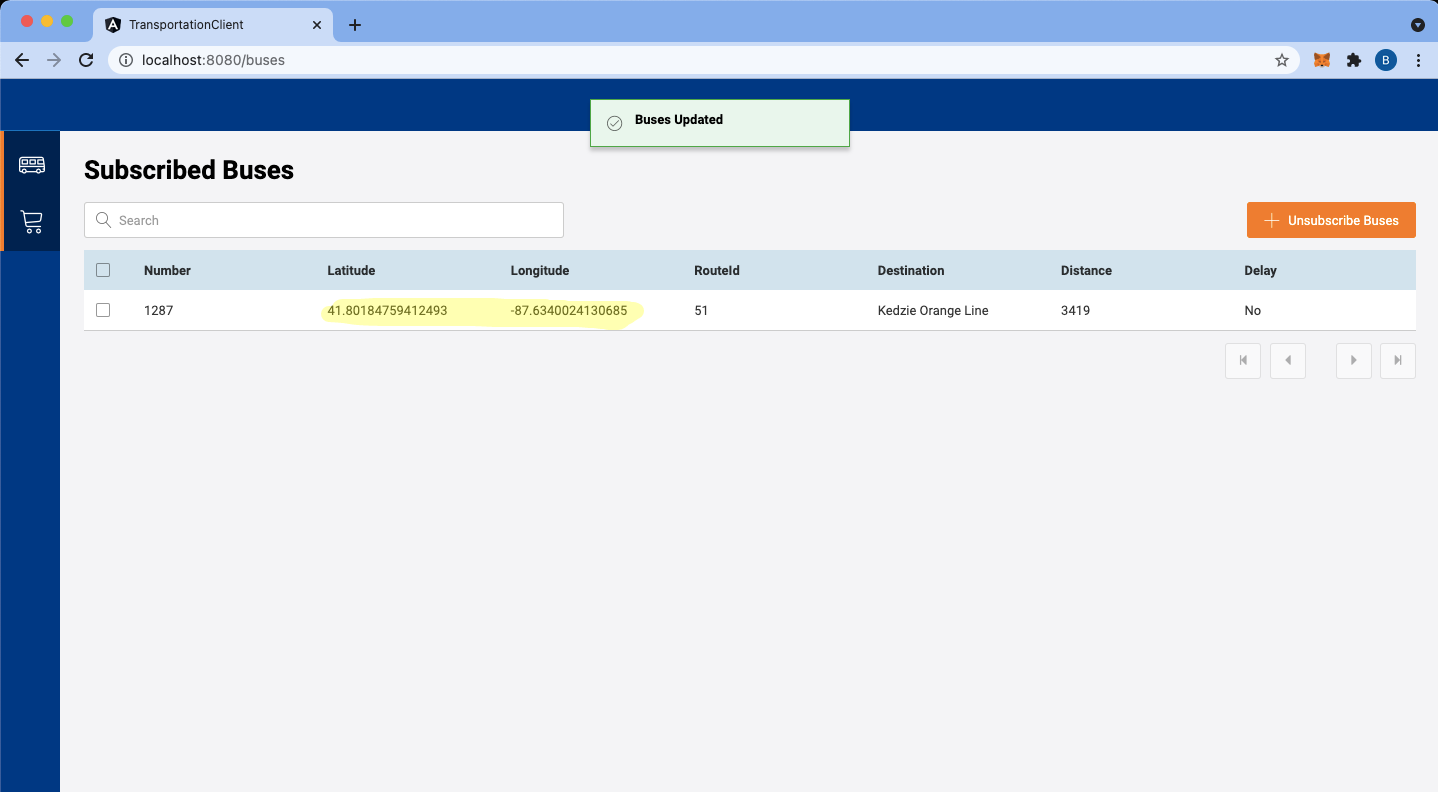 TransportationClient
localhost:8080/buses
B
Buses Updated
Subscribed Buses
Search
Unsubscribe Buses
Number Latitude Longitude RouteId Destination Distance Delay
1287 41.80184759412493 -87.6340024130685 51 Kedzie Orange Line 3419 No